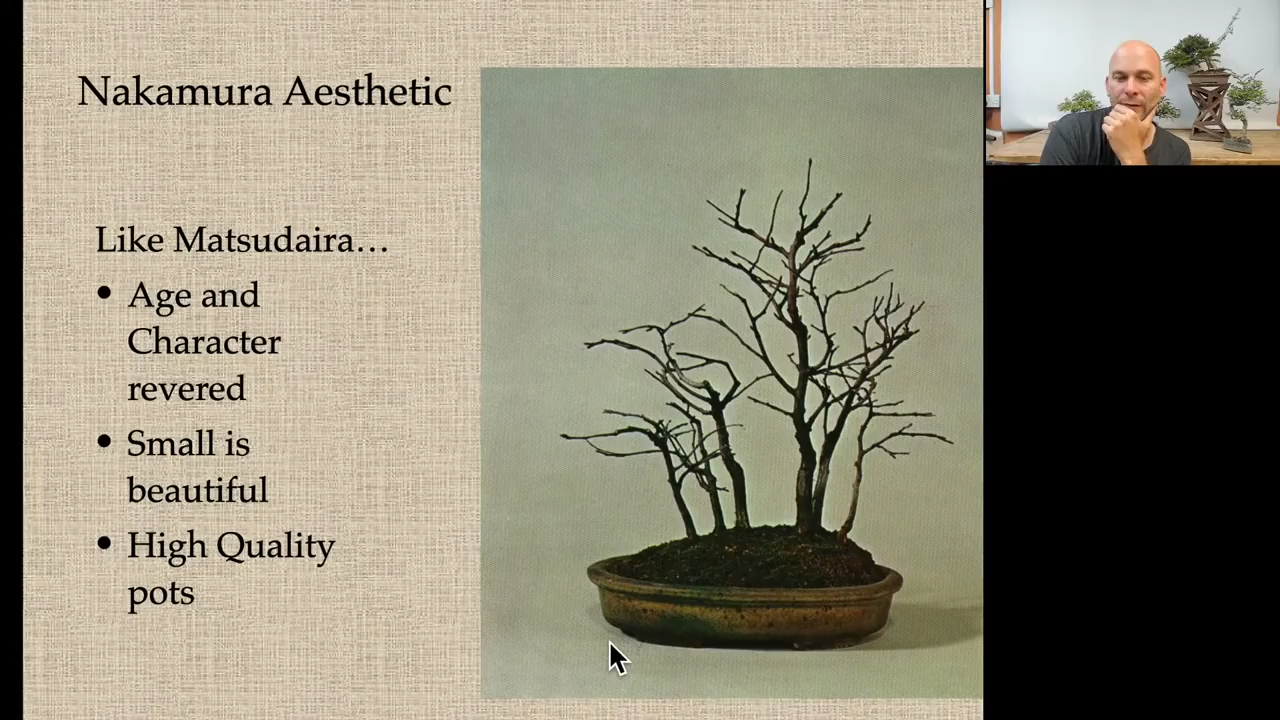 Nakamura Aesthetic
Like Matsudaira…
• Age and
Character
revered
• Small is
beautiful
• High Quality
pots